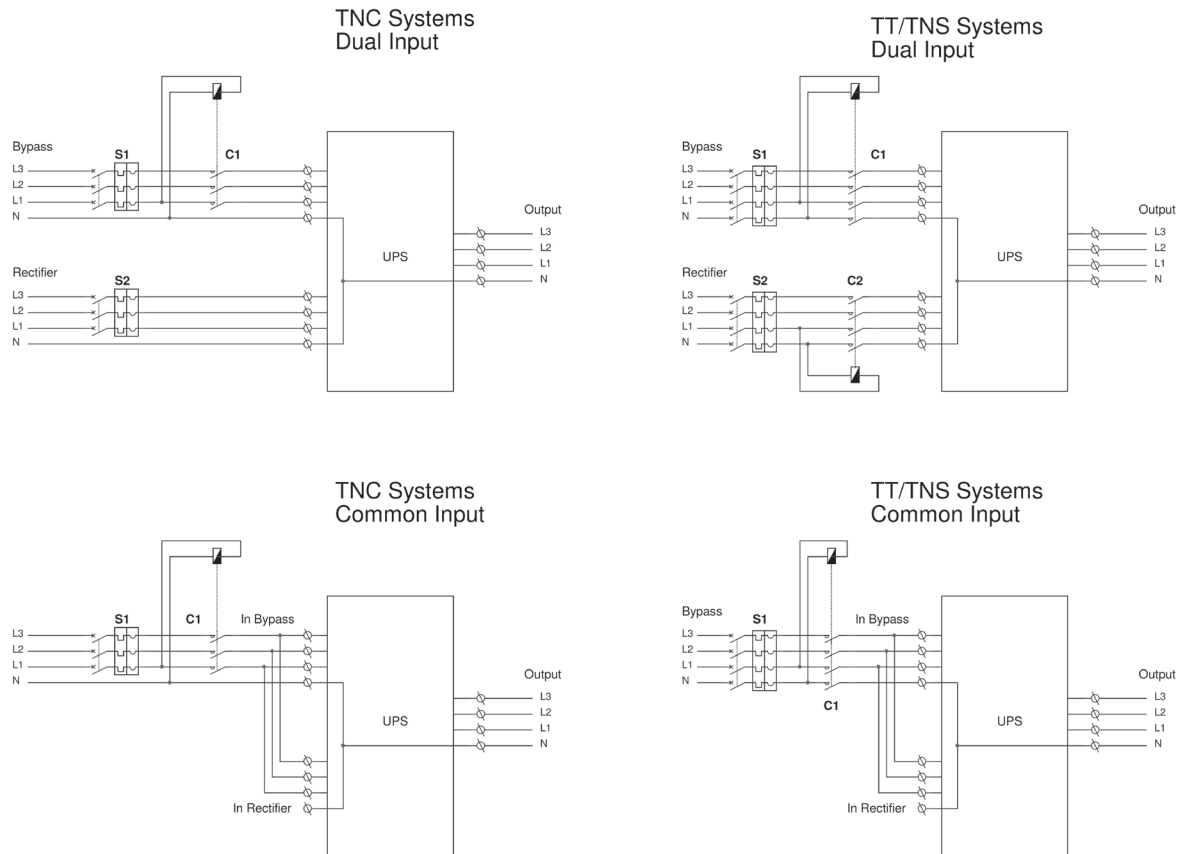 TNC Systems
Dual Input
Bypass
S1
C1
L3
L2
L1
N
Rectifier
S2
L3
L2
L1
N
UPS
Output
L3
L2
L1
N
TT/TNS Systems
Dual Input
Bypass
S1
C1
L3
L2
L1
N
Rectifier
S2
C2
L3
L2
L1
N
UPS
Output
L3
L2
L1
N
TNC Systems
Common Input
S1
C1
In Bypass
L3
L2
L1
N
In Rectifier
UPS
Output
L3
L2
L1
N
TT/TNS Systems
Common Input
Bypass
S1
In Bypass
L3
L2
L1
N
C1
In Rectifier
UPS
Output
L3
L2
L1
N